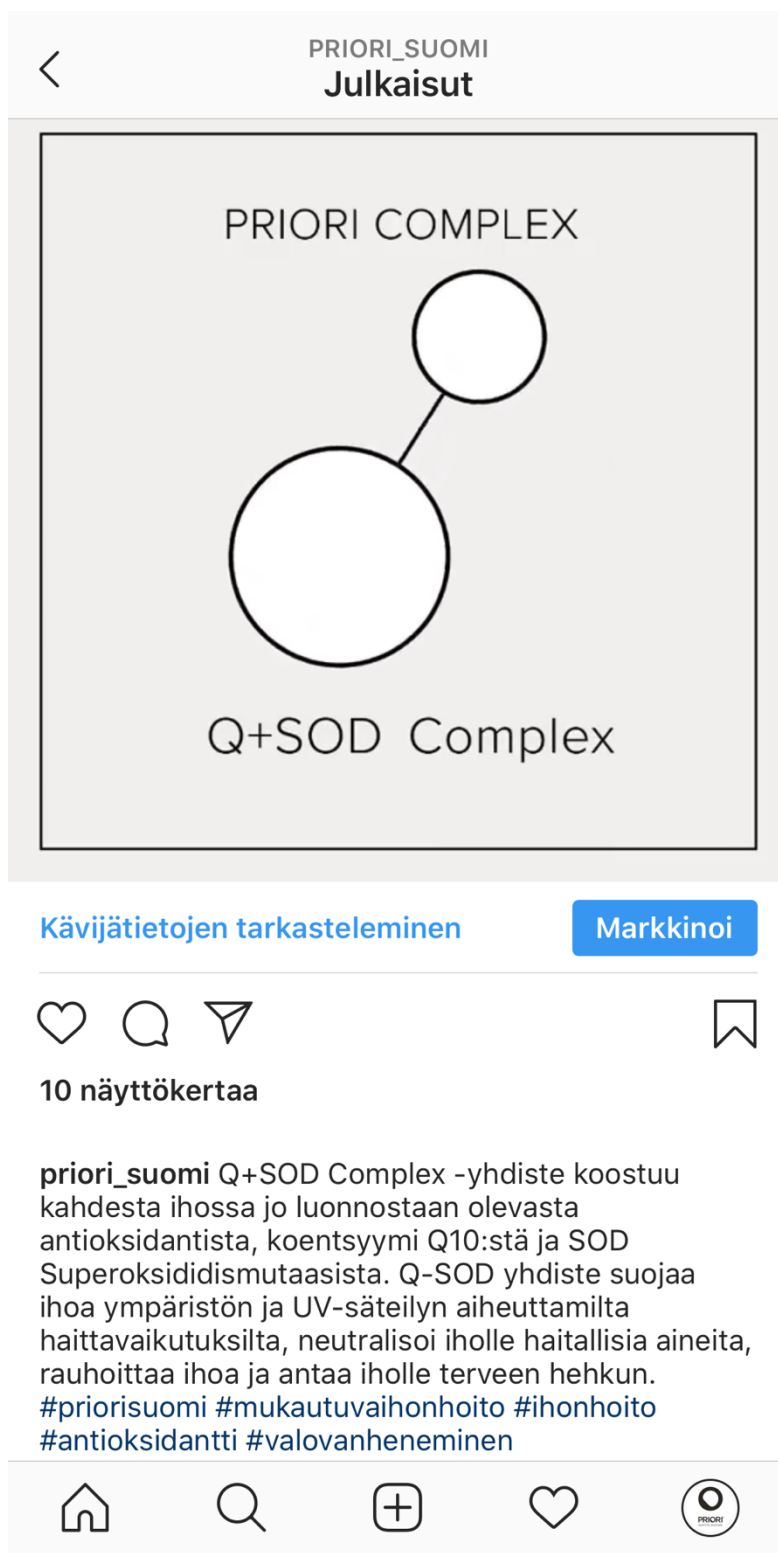 PRIORI_SUOMI
Julkaisut
PRIORI COMPLEX
Q+SOD Complex
Kävijätietojen tarkasteleminen
Markkinoi
10 näyttökertaa
priori_suomi Q+SOD Complex -yhdiste koostuu
kahdesta ihossa jo luonnostaan olevasta
antioksidantista, koentsyymi Q10:stä ja SOD
Superoksididismutaasista. Q-SOD yhdiste suojaa
ihoa ympäristön ja UV-säteilyn aiheuttamilta
haittavaikutuksilta, neutralisoi iholle haitallisia aineita,
rauhoittaa ihoa ja antaa iholle terveen hehkun.
#priorisuomi #mukautuvaihonhoito #ihonhoito
#antioksidantti #valovanheneminen
PRIORI